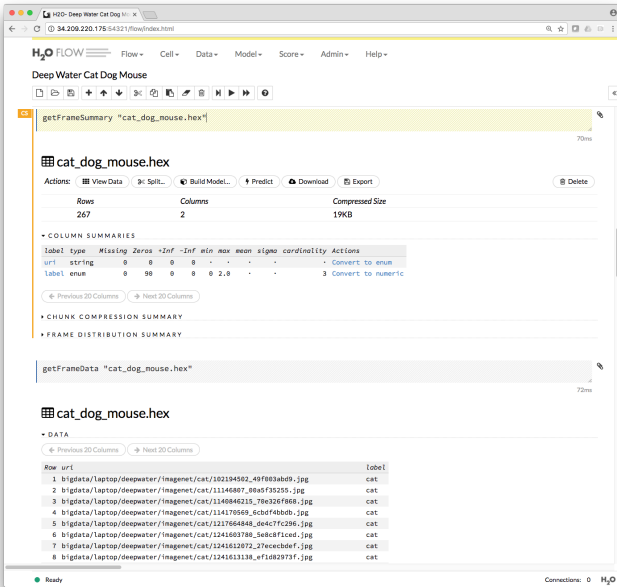 H2O- Deep Water Cat Dog Mo
34.209.220.175:54321/flow/index.html
H2O FLOW Flow Cell Data Model Score Admin Help
Deep Water Cat Dog Mouse
CS
getFrameSummary "cat_dog_mouse.hex"
70ms
cat_dog_mouse.hex
Actions: View Data Split... Build Model... Predict Download Export Delete
Rows Columns Compressed Size
267 2 19KB
COLUMN SUMMARIES
label type Missing Zeros +Inf -Inf min max mean sigma cardinality Actions
uri string 0 0 0 0 · · · · · Convert to enum
label enum 0 90 0 0 0 2.0 · · 3 Convert to numeric
← Previous 20 Columns → Next 20 Columns
CHUNK COMPRESSION SUMMARY
FRAME DISTRIBUTION SUMMARY
getFrameData "cat_dog_mouse.hex"
72ms
cat_dog_mouse.hex
DATA
← Previous 20 Columns → Next 20 Columns
Row uri label
1 bigdata/laptop/deepwater/imagenet/cat/102194502_49f003abd9.jpg cat
2 bigdata/laptop/deepwater/imagenet/cat/11146807_00a5f35255.jpg cat
3 bigdata/laptop/deepwater/imagenet/cat/1140846215_70e326f868.jpg cat
4 bigdata/laptop/deepwater/imagenet/cat/114170569_6cbdf4bbdb.jpg cat
5 bigdata/laptop/deepwater/imagenet/cat/1217664848_de4c7fc296.jpg cat
6 bigdata/laptop/deepwater/imagenet/cat/1241603780_5e8c8f1ced.jpg cat
7 bigdata/laptop/deepwater/imagenet/cat/1241612072_27ececbdef.jpg cat
8 bigdata/laptop/deepwater/imagenet/cat/1241613138_ef1d82973f.jpg cat
Ready Connections: 0 H2O